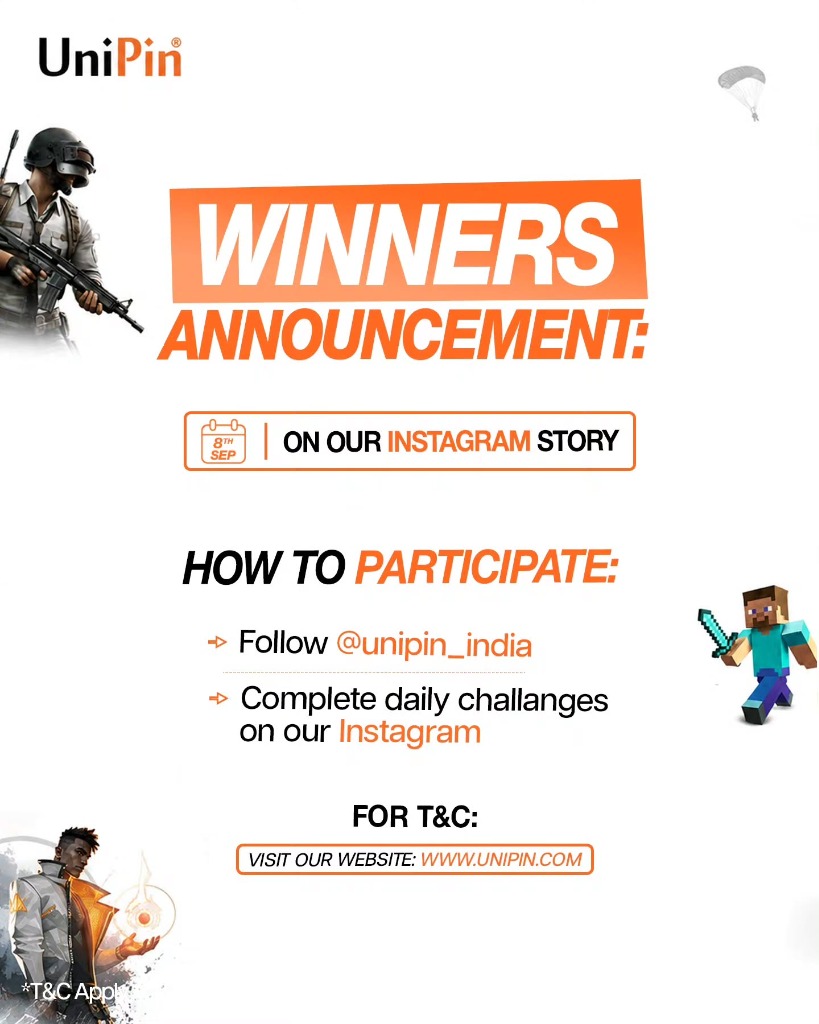 UniPin®
WINNERS
ANNOUNCEMENT:
8TH
SEP
ON OUR INSTAGRAM STORY
HOW TO PARTICIPATE:
Follow @unipin_india
Complete daily challanges
on our Instagram
FOR T&C:
VISIT OUR WEBSITE: WWW.UNIPIN.COM
*T&C Apply